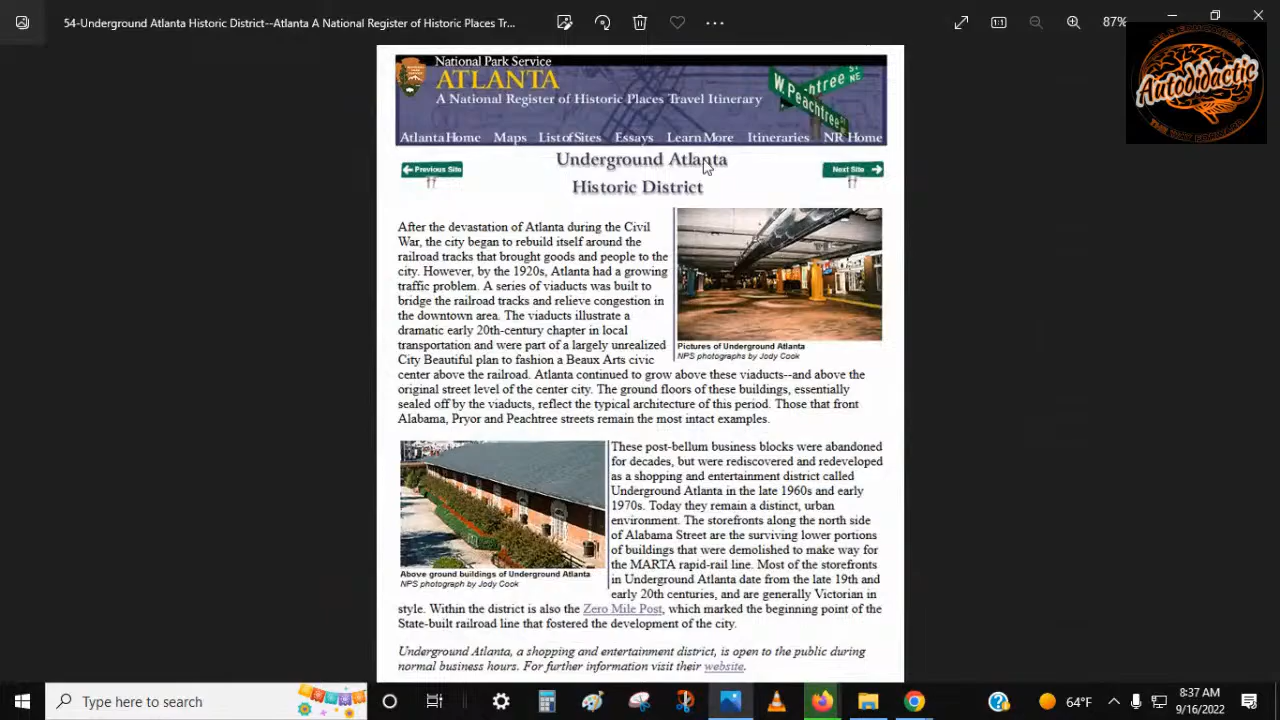 54-Underground Atlanta Historic District--Atlanta A National Register of Historic Places Tr...
87%
Autodidactic
National Park Service
ATLANTA
A National Register of Historic Places Travel Itinerary
W. Peachtree
Peachtree St
NE
Atlanta Home Maps List of Sites Essays Learn More Itineraries NR Home
Previous Site
Underground Atlanta
Historic District
Next Site
After the devastation of Atlanta during the Civil
War, the city began to rebuild itself around the
railroad tracks that brought goods and people to the
city. However, by the 1920s, Atlanta had a growing
traffic problem. A series of viaducts was built to
bridge the railroad tracks and relieve congestion in
the downtown area. The viaducts illustrate a
dramatic early 20th-century chapter in local
transportation and were part of a largely unrealized
City Beautiful plan to fashion a Beaux Arts civic
center above the railroad. Atlanta continued to grow above these viaducts--and above the
original street level of the center city. The ground floors of these buildings, essentially
sealed off by the viaducts, reflect the typical architecture of this period. Those that front
Alabama, Pryor and Peachtree streets remain the most intact examples.
Pictures of Underground Atlanta
NPS photographs by Jody Cook
These post-bellum business blocks were abandoned
for decades, but were rediscovered and redeveloped
as a shopping and entertainment district called
Underground Atlanta in the late 1960s and early
1970s. Today they remain a distinct, urban
environment. The storefronts along the north side
of Alabama Street are the surviving lower portions
of buildings that were demolished to make way for
the MARTA rapid-rail line. Most of the storefronts
in Underground Atlanta date from the late 19th and
early 20th centuries, and are generally Victorian in
style. Within the district is also the Zero Mile Post, which marked the beginning point of the
State-built railroad line that fostered the development of the city.
Above ground buildings of Underground Atlanta
NPS photograph by Jody Cook
Underground Atlanta, a shopping and entertainment district, is open to the public during
normal business hours. For further information visit their website.
Type here to search
64°F
8:37 AM
9/16/2022